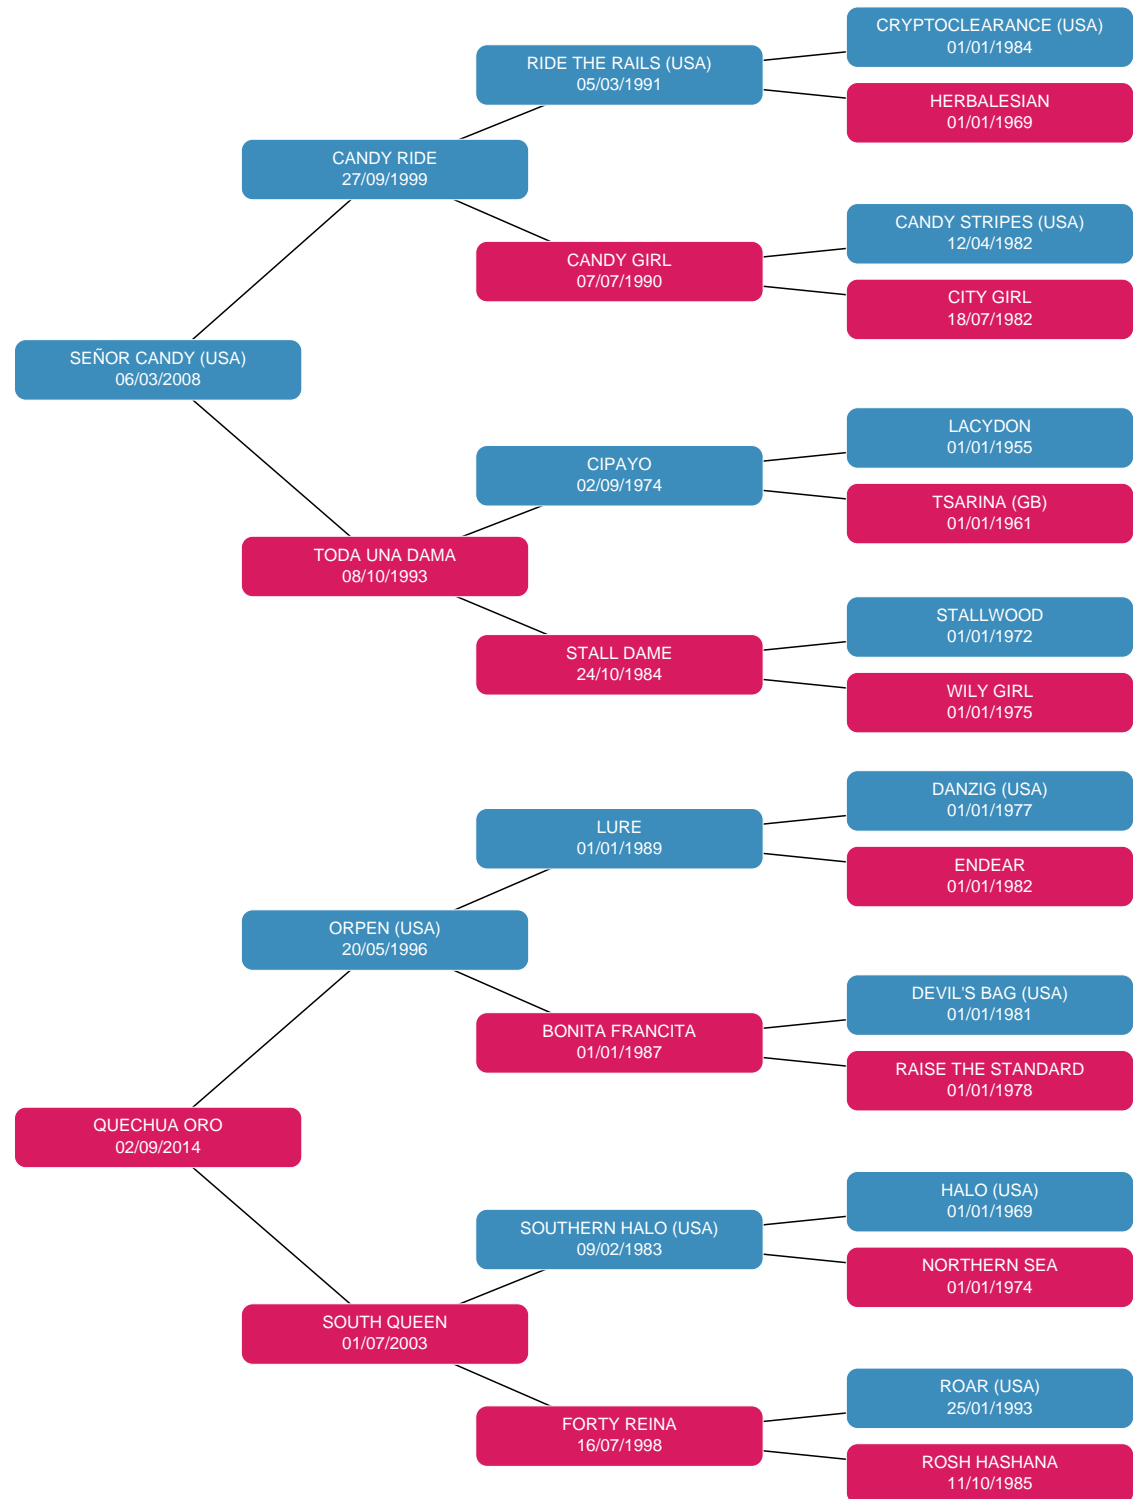 CRYPTOCLEARANCE (USA)
01/01/1984
RIDE THE RAILS (USA)
05/03/1991
HERBALESIAN
01/01/1969
CANDY RIDE
27/09/1999
CANDY STRIPES (USA)
12/04/1982
CANDY GIRL
07/07/1990
CITY GIRL
18/07/1982
SEÑOR CANDY (USA)
06/03/2008
LACYDON
01/01/1955
CIPAYO
02/09/1974
TSARINA (GB)
01/01/1961
TODA UNA DAMA
08/10/1993
STALLWOOD
01/01/1972
STALL DAME
24/10/1984
WILY GIRL
01/01/1975
DANZIG (USA)
01/01/1977
LURE
01/01/1989
ENDEAR
01/01/1982
ORPEN (USA)
20/05/1996
DEVIL'S BAG (USA)
01/01/1981
BONITA FRANCITA
01/01/1987
RAISE THE STANDARD
01/01/1978
QUECHUA ORO
02/09/2014
HALO (USA)
01/01/1969
SOUTHERN HALO (USA)
09/02/1983
NORTHERN SEA
01/01/1974
SOUTH QUEEN
01/07/2003
ROAR (USA)
25/01/1993
FORTY REINA
16/07/1998
ROSH HASHANA
11/10/1985